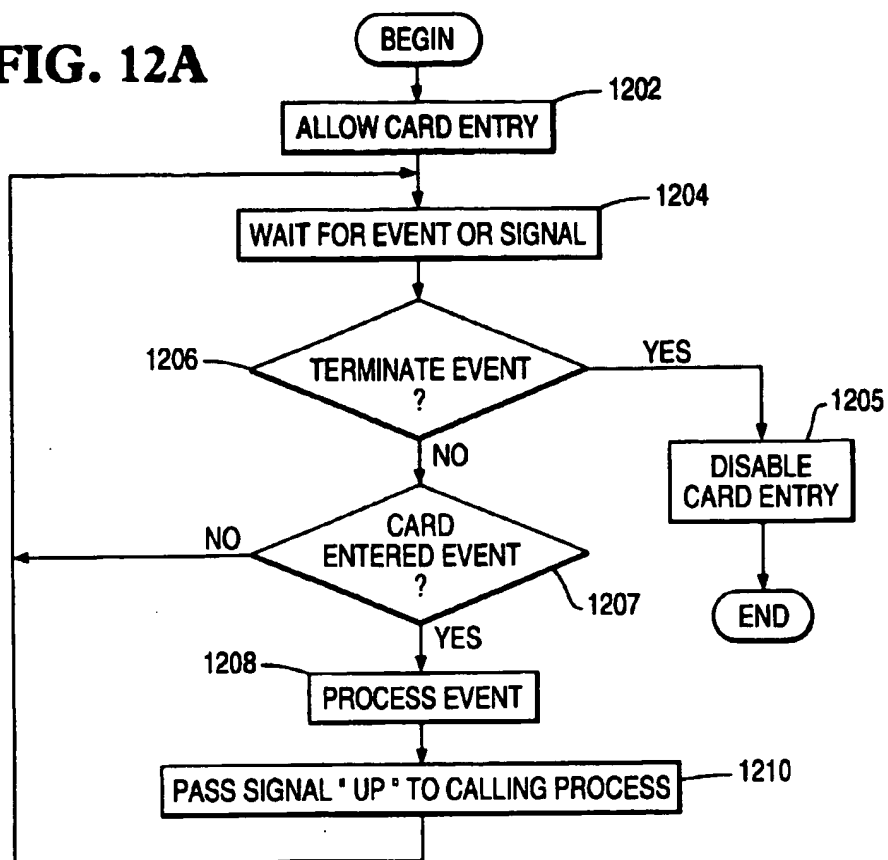 FIG. 12A
BEGIN
1202
ALLOW CARD ENTRY
1204
WAIT FOR EVENT OR SIGNAL
1206
TERMINATE EVENT
?
YES
1205
DISABLE
CARD ENTRY
NO
END
CARD
ENTERED EVENT
?
NO
1207
YES
1208
PROCESS EVENT
PASS SIGNAL "UP" TO CALLING PROCESS
1210